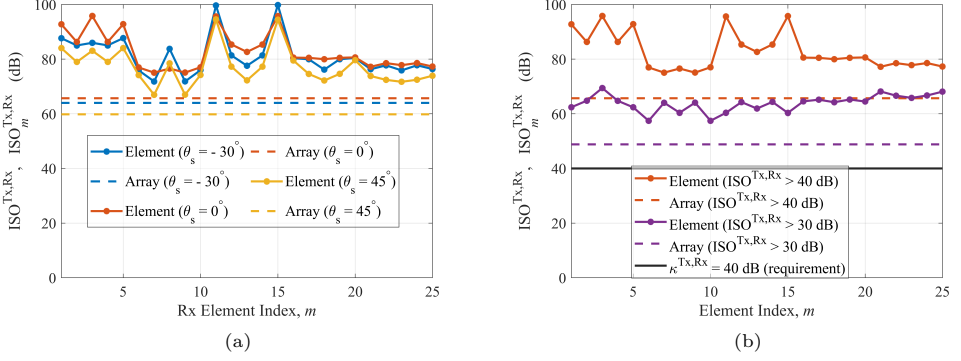 100
80
60
40
20
0
ISO^Tx,Rx , ISO_m^Tx,Rx (dB)
Element (θ_s = - 30°)
Array (θ_s = - 30°)
Element (θ_s = 0°)
Array (θ_s = 0°)
Element (θ_s = 45°)
Array (θ_s = 45°)
5 10 15 20 25
Rx Element Index, m
(a)
100
80
60
40
20
0
ISO^Tx,Rx , ISO_m^Tx,Rx (dB)
Element (ISO^Tx,Rx > 40 dB)
Array (ISO^Tx,Rx > 40 dB)
Element (ISO^Tx,Rx > 30 dB)
Array (ISO^Tx,Rx > 30 dB)
κ^Tx,Rx = 40 dB (requirement)
5 10 15 20 25
Element Index, m
(b)